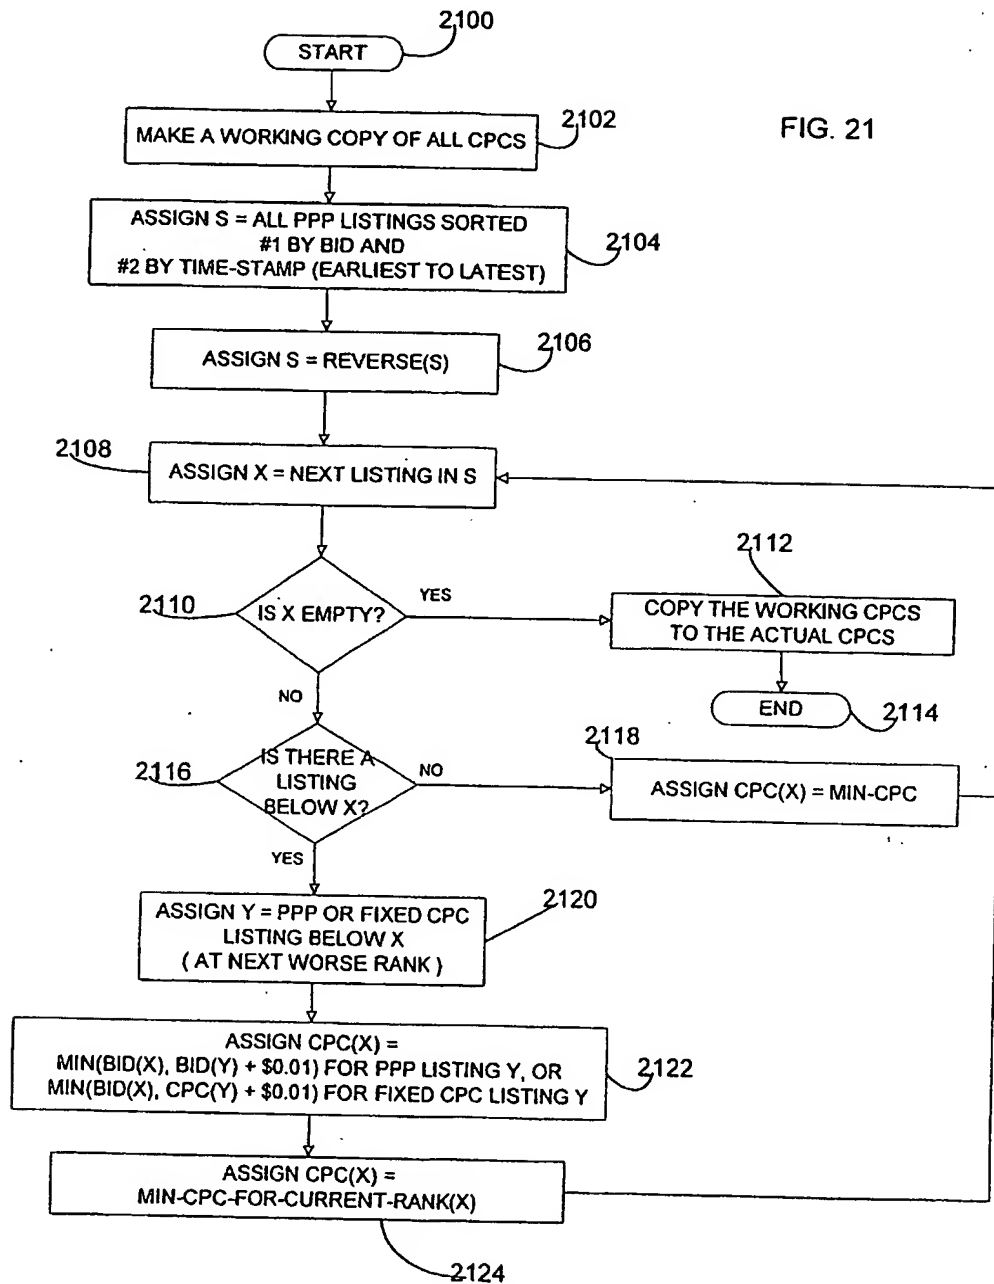 2100
START
FIG. 21
2102
MAKE A WORKING COPY OF ALL CPCS
ASSIGN S = ALL PPP LISTINGS SORTED
#1 BY BID AND
#2 BY TIME-STAMP (EARLIEST TO LATEST)
2104
2106
ASSIGN S = REVERSE(S)
2108
ASSIGN X = NEXT LISTING IN S
2110
IS X EMPTY?
YES
2112
COPY THE WORKING CPCS
TO THE ACTUAL CPCS
NO
END
2114
2116
IS THERE A
LISTING
BELOW X?
NO
2118
ASSIGN CPC(X) = MIN-CPC
YES
2120
ASSIGN Y = PPP OR FIXED CPC
LISTING BELOW X
( AT NEXT WORSE RANK )
ASSIGN CPC(X) =
MIN(BID(X), BID(Y) + $0.01) FOR PPP LISTING Y, OR
MIN(BID(X), CPC(Y) + $0.01) FOR FIXED CPC LISTING Y
2122
ASSIGN CPC(X) =
MIN-CPC-FOR-CURRENT-RANK(X)
2124